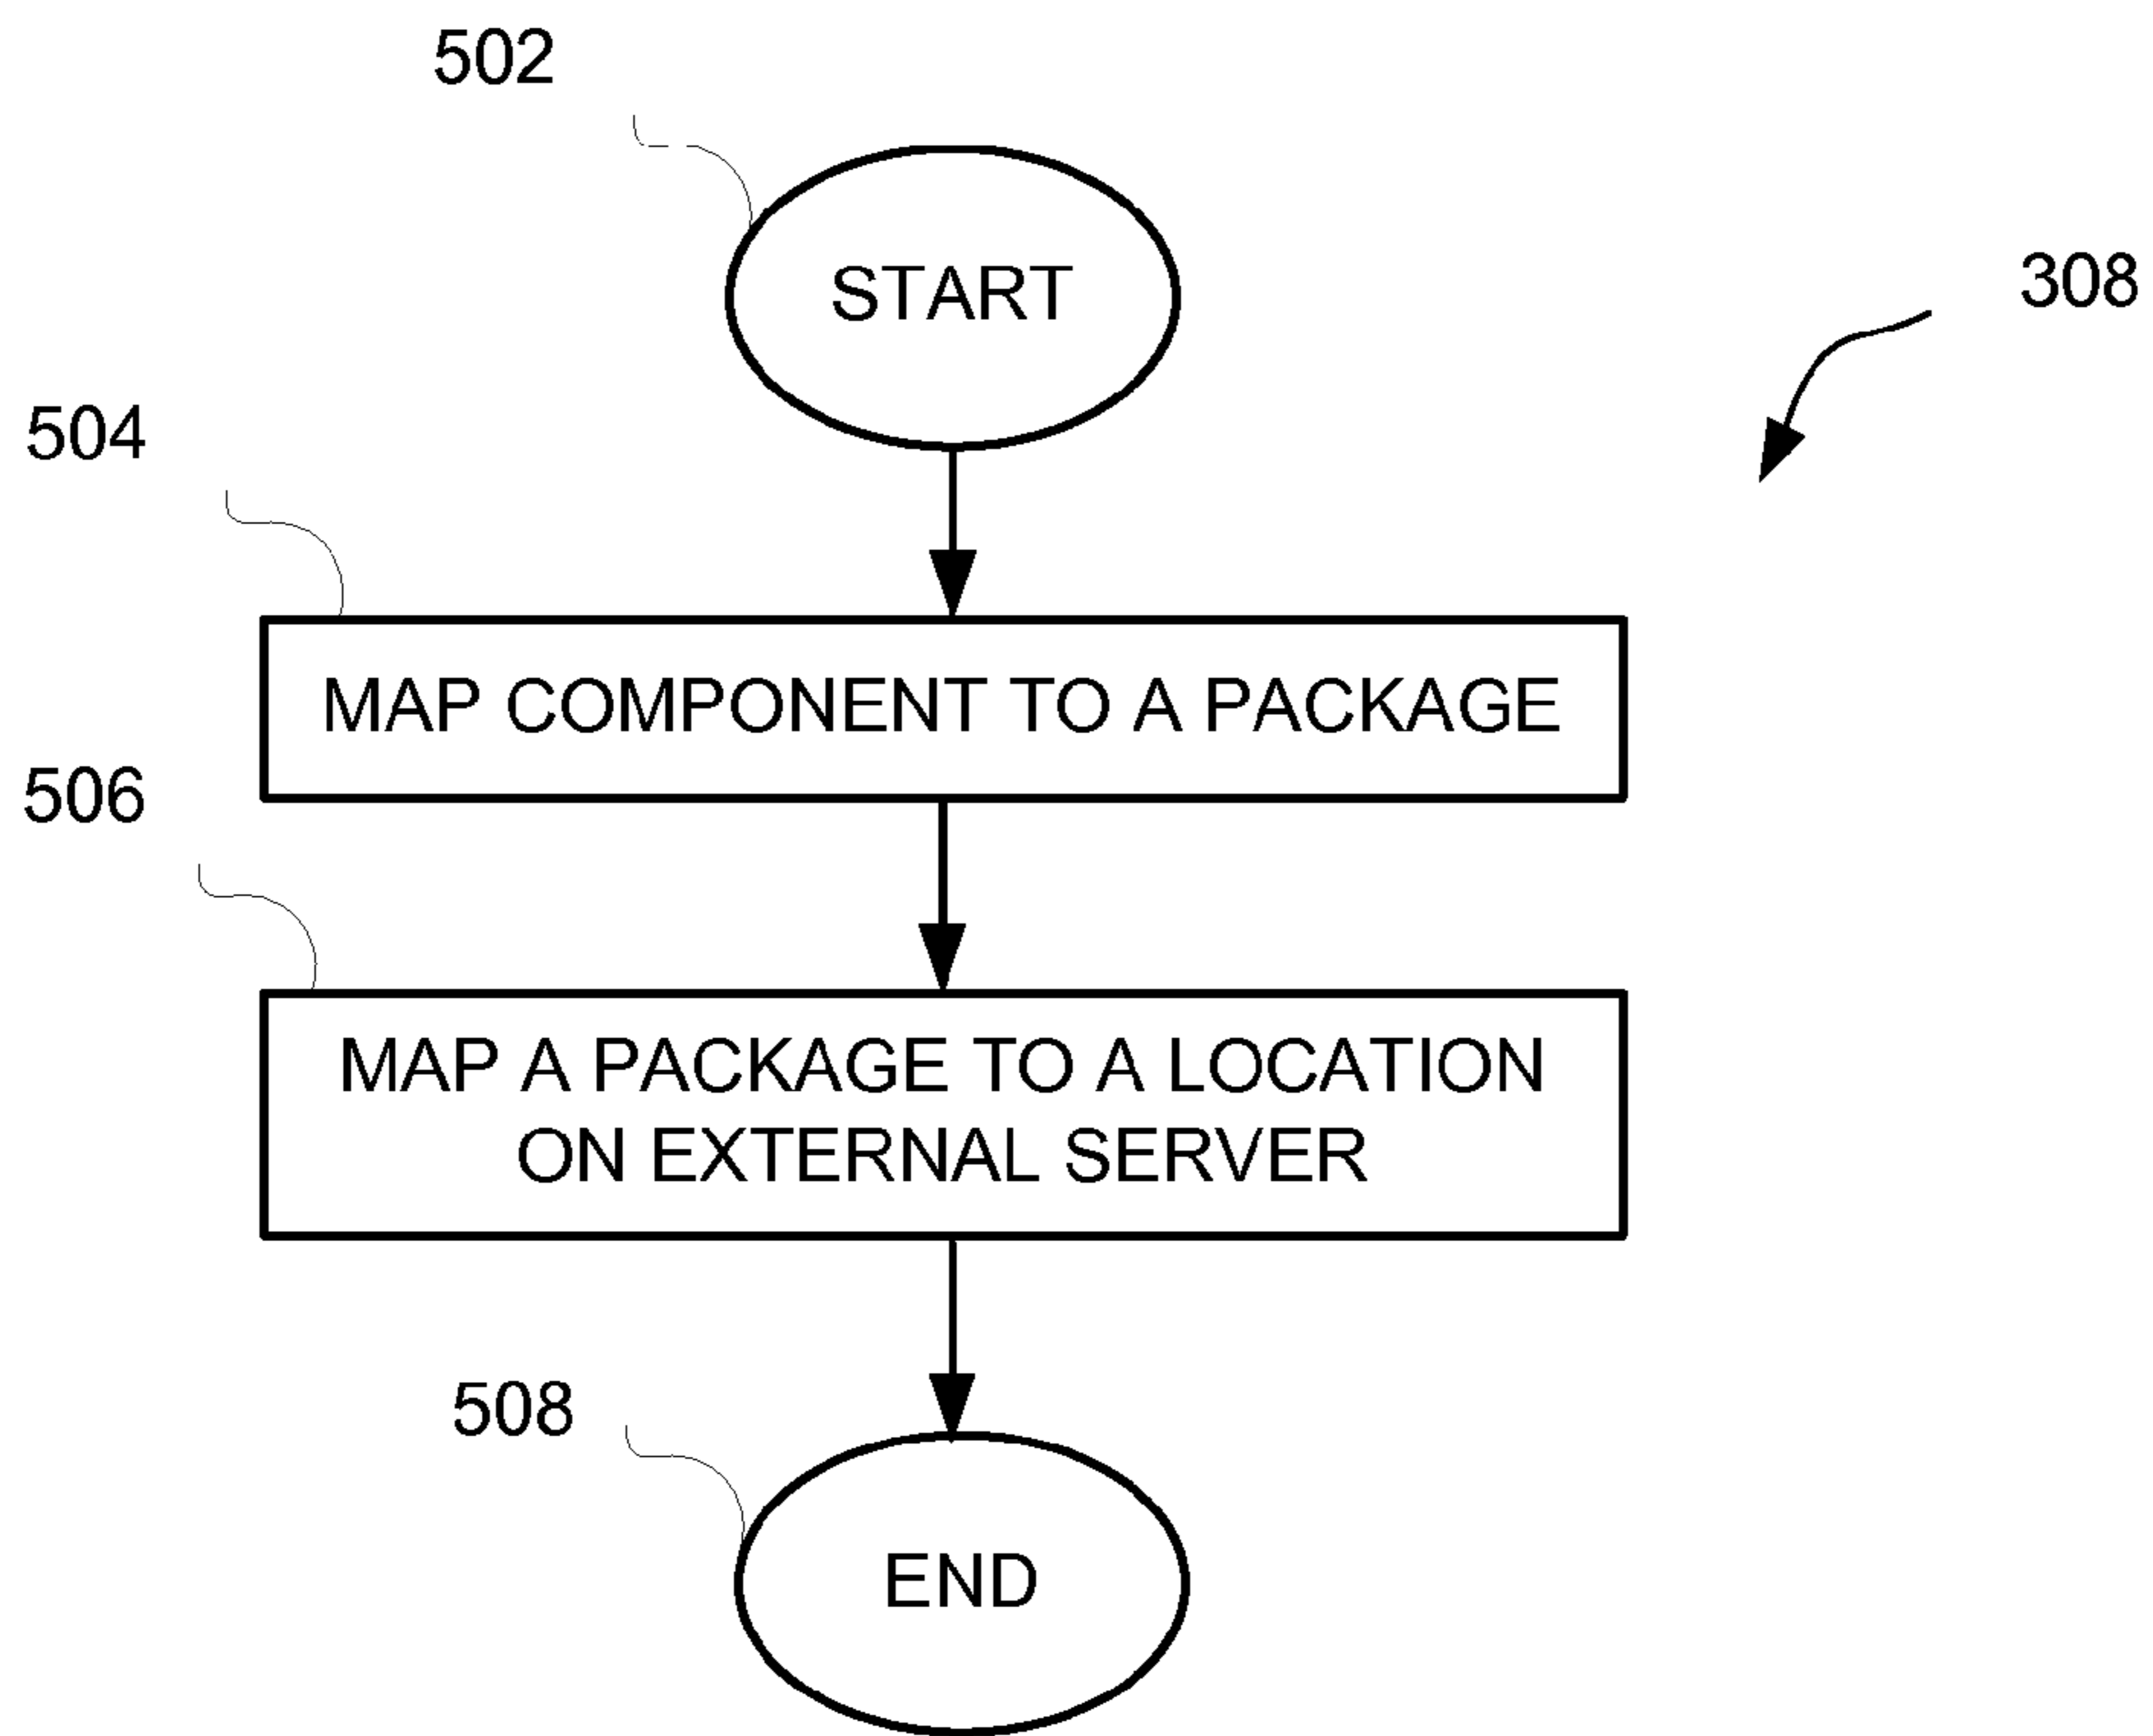 502
START
308
504
MAP COMPONENT TO A PACKAGE
506
MAP A PACKAGE TO A LOCATION
ON EXTERNAL SERVER
508
END